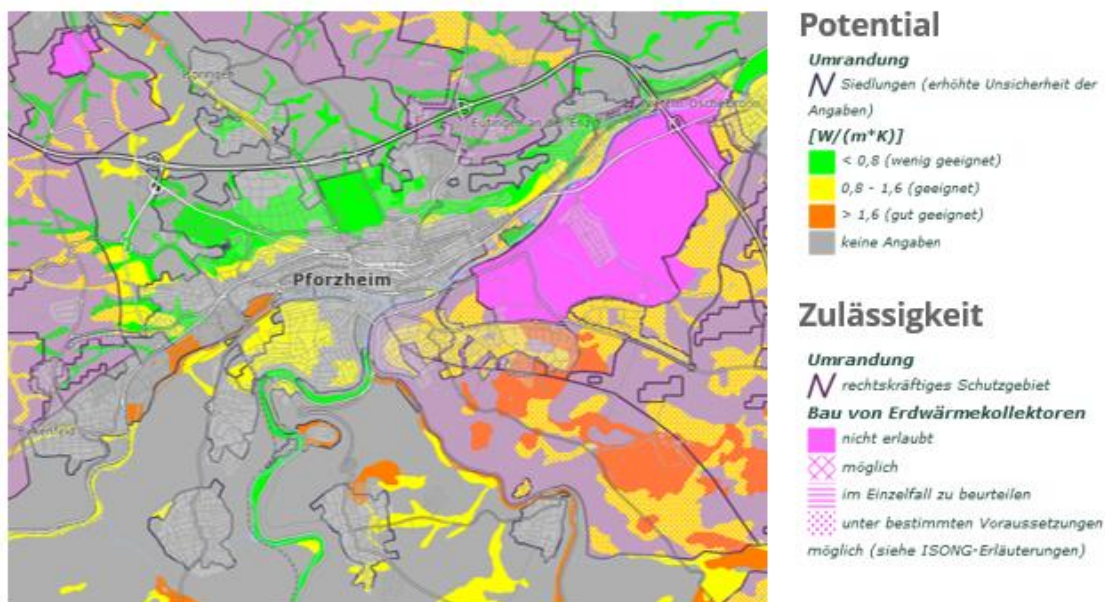 Potential
Umrandung
Siedlungen (erhöhte Unsicherheit der
Angaben)
[W/(m*K)]
< 0,8 (wenig geeignet)
0,8 - 1,6 (geeignet)
> 1,6 (gut geeignet)
keine Angaben
Zulässigkeit
Umrandung
rechtskräftiges Schutzgebiet
Bau von Erdwärmekollektoren
nicht erlaubt
möglich
im Einzelfall zu beurteilen
unter bestimmten Voraussetzungen
möglich (siehe ISONG-Erläuterungen)
Pforzheim